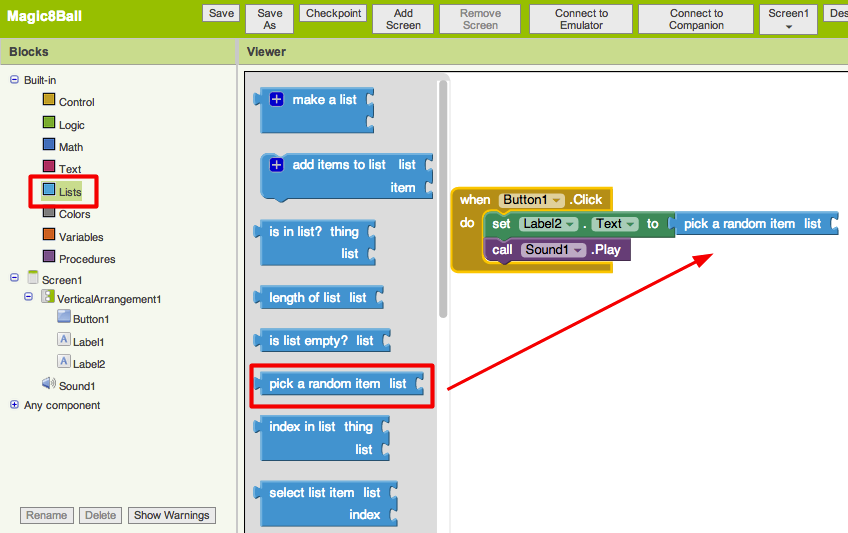 Magic8Ball
Save
Save As
Checkpoint
Add Screen
Remove Screen
Connect to Emulator
Connect to Companion
Screen1
Des
Blocks
Viewer
Built-in
Control
Logic
Math
Text
Lists
Colors
Variables
Procedures
Screen1
VerticalArrangement1
Button1
A Label1
A Label2
Sound1
Any component
Rename
Delete
Show Warnings
make a list
add items to list list
item
is in list? thing
list
length of list list
is list empty? list
pick a random item list
index in list thing
list
select list item list
index
when Button1 .Click
do set Label2 . Text to pick a random item list
call Sound1 .Play